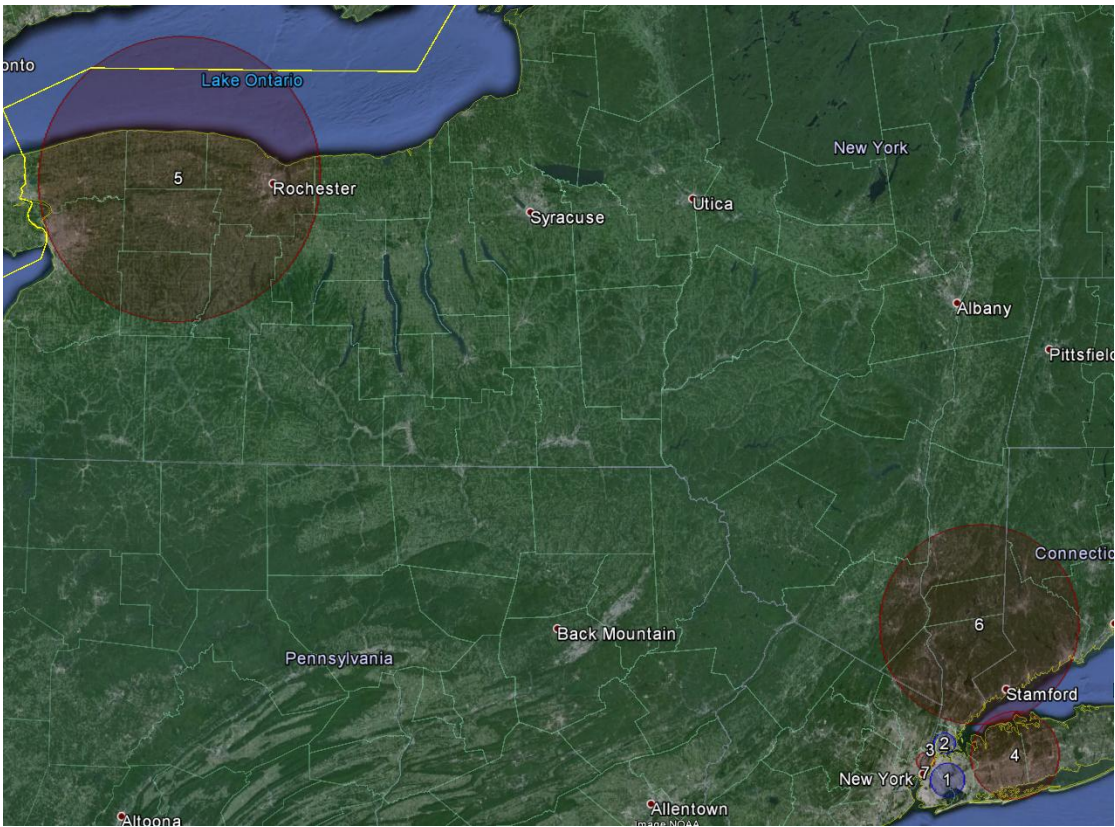 onto
Lake Ontario
New York
5
Rochester
Syracuse
Utica
Albany
Pittsfield
Connectic
6
Back Mountain
Pennsylvania
Stamford
2
3
4
7
New York
1
Allentown
Altoona
Image NOAA